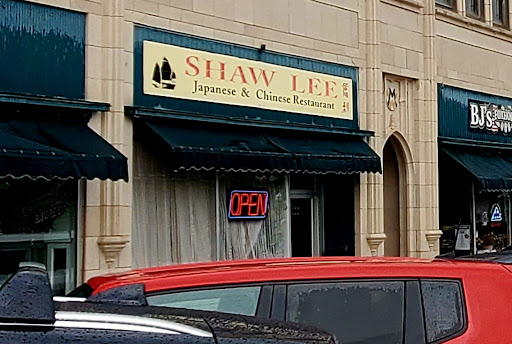 SHAW LEE
Japanese & Chinese Restaurant
OPEN
M
BJ's